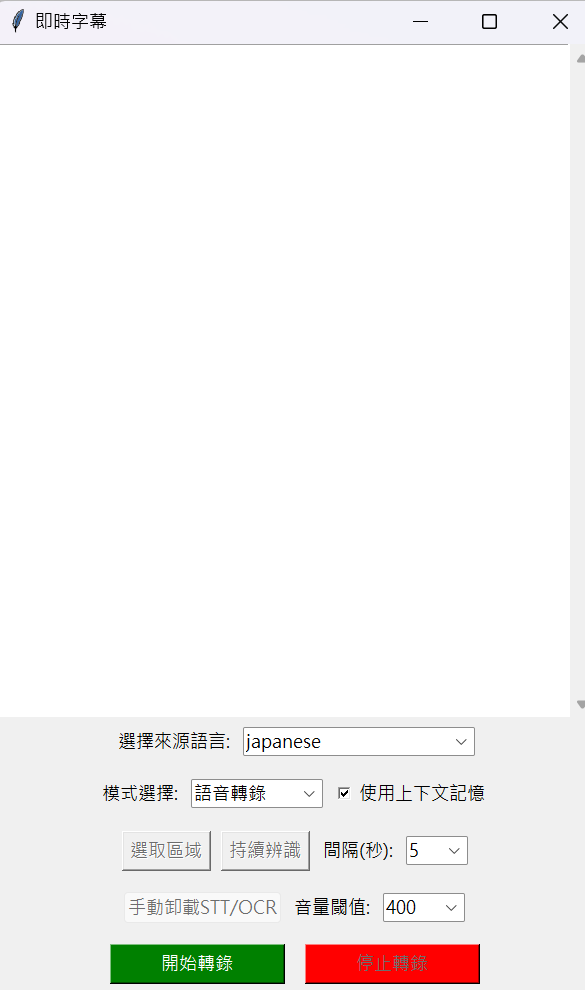 即時字幕
選擇來源語言: japanese
模式選擇: 語音轉錄 使用上下文記憶
選取區域 持續辨識 間隔(秒): 5
手動卸載STT/OCR 音量閾值: 400
開始轉錄 停止轉錄